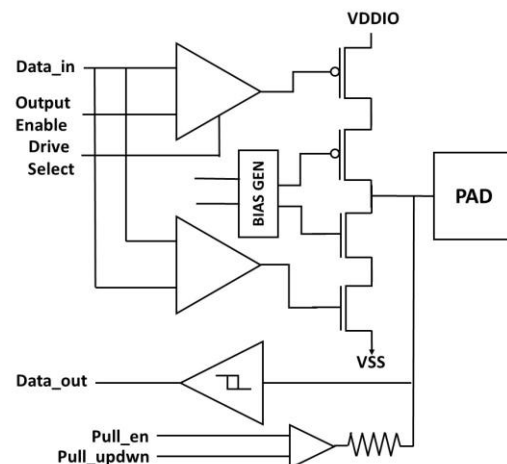 VDDIO
Data_in
Output
Enable
Drive
Select
BIAS GEN
PAD
VSS
Data_out
Pull_en
Pull_updwn